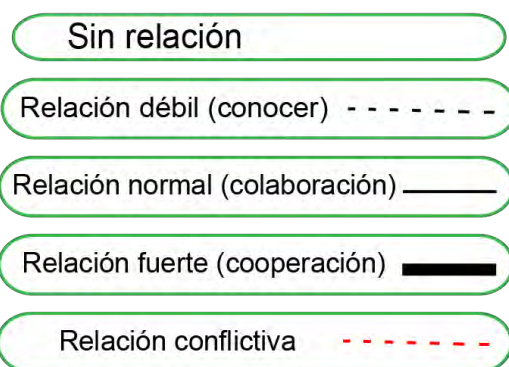 Sin relación
Relación débil (conocer)
Relación normal (colaboración)
Relación fuerte (cooperación)
Relación conflictiva